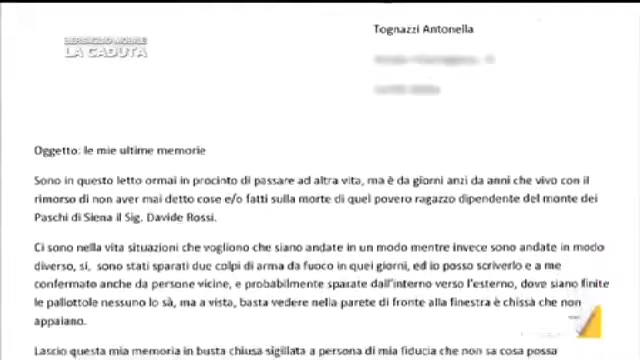 Tognazzi Antonella
BERSAGLIO MOBILE
LA CADUTA
Oggetto: le mie ultime memorie
Sono in questo letto ormai in procinto di passare ad altra vita, ma è da giorni anzi da anni che vivo con il
rimorso di non aver mai detto cose e/o fatti sulla morte di quel povero ragazzo dipendente del monte dei
Paschi di Siena il Sig. Davide Rossi.
Ci sono nella vita situazioni che vogliono che siano andate in un modo mentre invece sono andate in modo
diverso, si, sono stati sparati due colpi di arma da fuoco in quei giorni, ed io posso scriverlo e a me
confermato anche da persone vicine, e probabilmente sparate dall'interno verso l'esterno, dove siano finite
le pallottole nessuno lo sà, ma a vista, basta vedere nella parete di fronte alla finestra è chissà che non
appaiano.
Lascio questa mia memoria in busta chiusa sigillata a persona di mia fiducia che non sa cosa possa